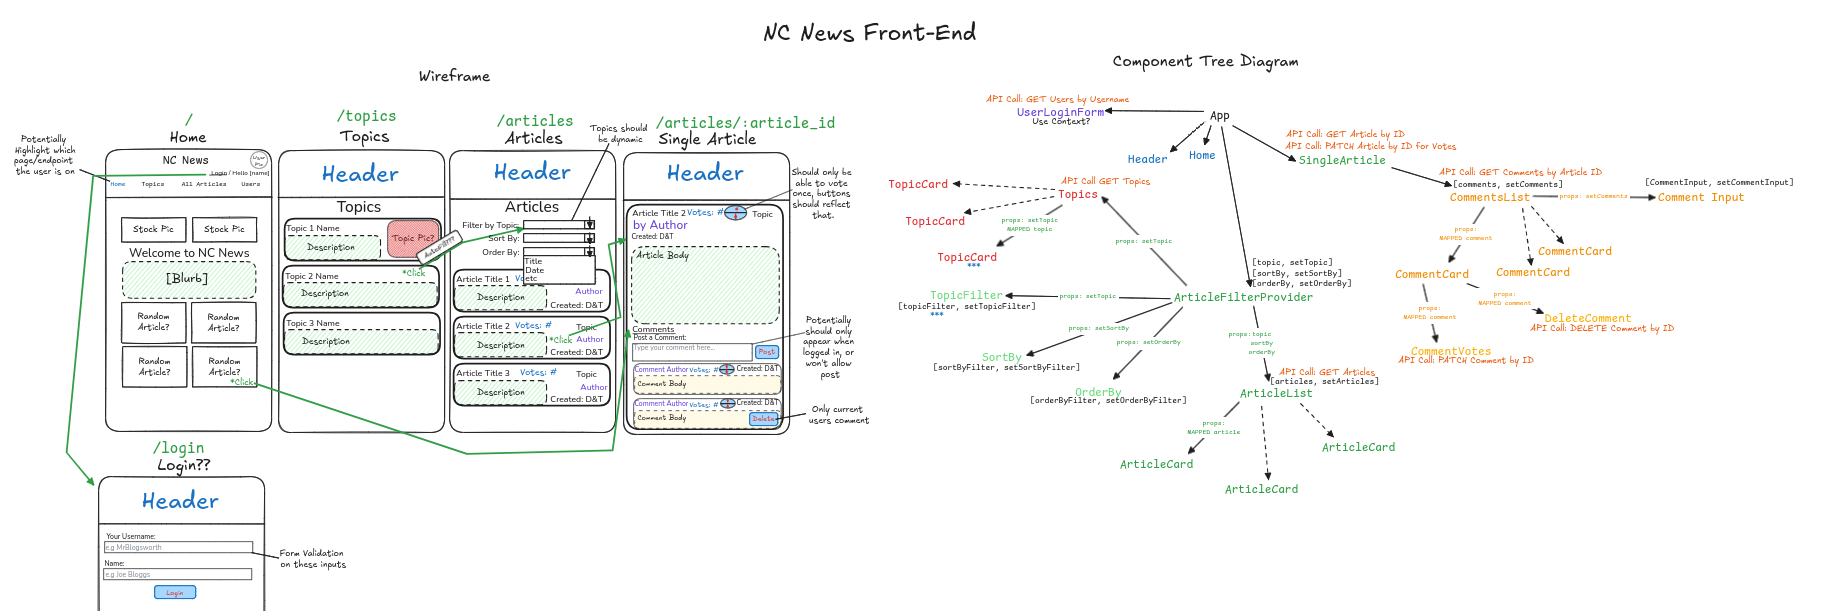 NC News Front-End
Wireframe
Component Tree Diagram
/
Home
Potentially
Highlight which
page/endpoint
the user is on
NC News
User
Pic
Login / Hello [name]
Home
Topics
All Articles
Users
Stock Pic
Stock Pic
Welcome to NC News
[Blurb]
Random
Article?
Random
Article?
Random
Article?
Random
Article?
*Click
/topics
Topics
Header
Topics
Topic 1 Name
Description
Topic Pic?
*Click
Topic 2 Name
Description
Topic 3 Name
Description
/articles
Articles
Topics should
be dynamic
Header
Articles
Filter by Topic:
Sort By:
Order By:
Title
Date
etc
Article Title 1
Description
Author
Created: D&T
Article Title 2
Votes: #
Topic
Description
*Click
Author
Created: D&T
Article Title 3
Votes: #
Topic
Description
Author
Created: D&T
/articles/:article_id
Single Article
Header
Should only be
able to vote
once, buttons
should reflect
that.
Article Title 2
Votes: #
Topic
by Author
Created: D&T
Article Body
Comments
Post a Comment:
Type your comment here...
Post
Potentially
should only
appear when
logged in, or
won't allow
post
Comment Author
Votes: #
Created: D&T
Comment Body
Comment Author
Votes: #
Created: D&T
Comment Body
Delete
Only current
users comment
/login
Login??
Header
Your Username:
e.g MrBlogsworth
Name:
e.g Joe Bloggs
Login
Form Validation
on these inputs
API Call: GET Users by Username
UserLoginForm
Use Context?
App
Header
Home
API Call: GET Article by ID
API Call: PATCH Article by ID for Votes
SingleArticle
API Call: GET Comments by Article ID
[comments, setComments]
CommentsList
props: setComments
[CommentInput, setCommentInput]
Comment Input
props:
MAPPED comment
CommentCard
CommentCard
CommentCard
props:
MAPPED comment
props:
MAPPED comment
DeleteComment
API Call: DELETE Comment by ID
CommentVotes
API Call: PATCH Comment by ID
API Call GET Topics
Topics
TopicCard
TopicCard
props: setTopic
MAPPED topic
TopicCard
***
props: setTopic
[topic, setTopic]
[sortBy, setSortBy]
[orderBy, setOrderBy]
ArticleFilterProvider
props: setTopic
TopicFilter
[topicFilter, setTopicFilter]
***
props: setSortBy
SortBy
[sortByFilter, setSortByFilter]
props: setOrderBy
OrderBy
[orderByFilter, setOrderByFilter]
props: topic
sortBy
orderBy
API Call: GET Articles
[articles, setArticles]
ArticleList
props:
MAPPED article
ArticleCard
ArticleCard
ArticleCard